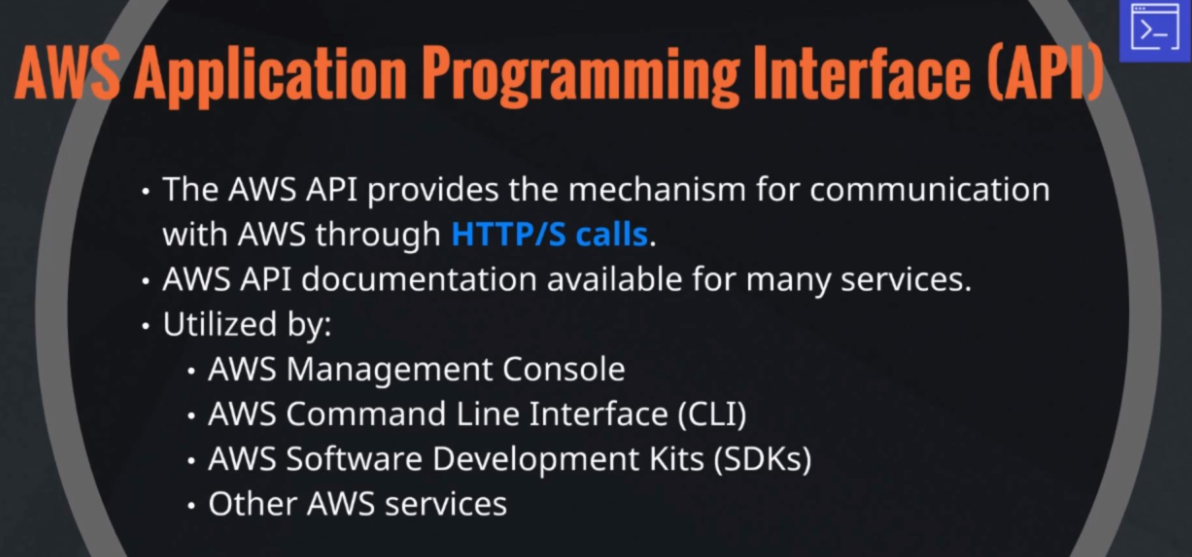 AWS Application Programming Interface (API)
• The AWS API provides the mechanism for communication
with AWS through HTTP/S calls.
• AWS API documentation available for many services.
• Utilized by:
• AWS Management Console
• AWS Command Line Interface (CLI)
• AWS Software Development Kits (SDKs)
• Other AWS services